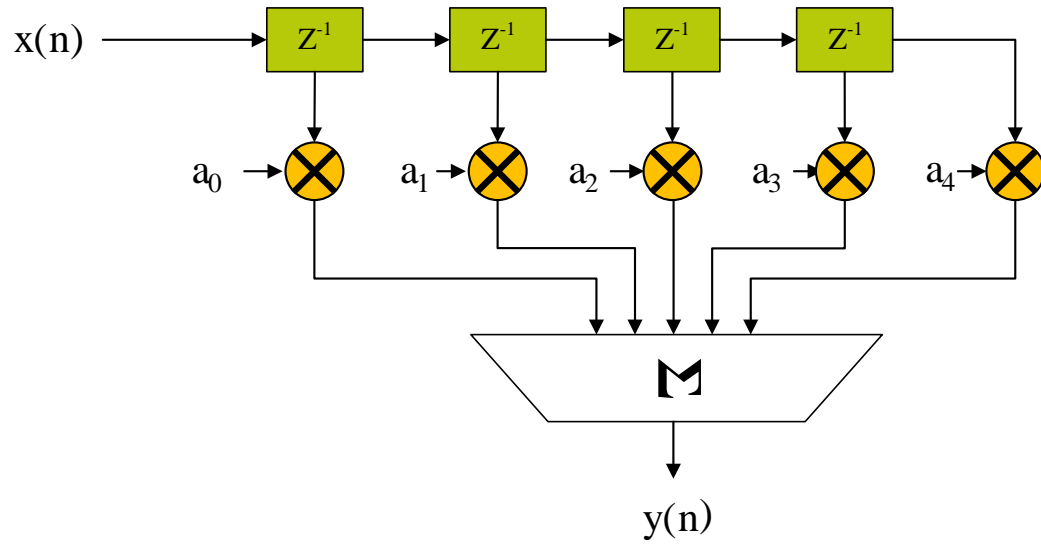 x(n) Z⁻¹ Z⁻¹ Z⁻¹ Z⁻¹
a₀ a₁ a₂ a₃ a₄
Σ
y(n)